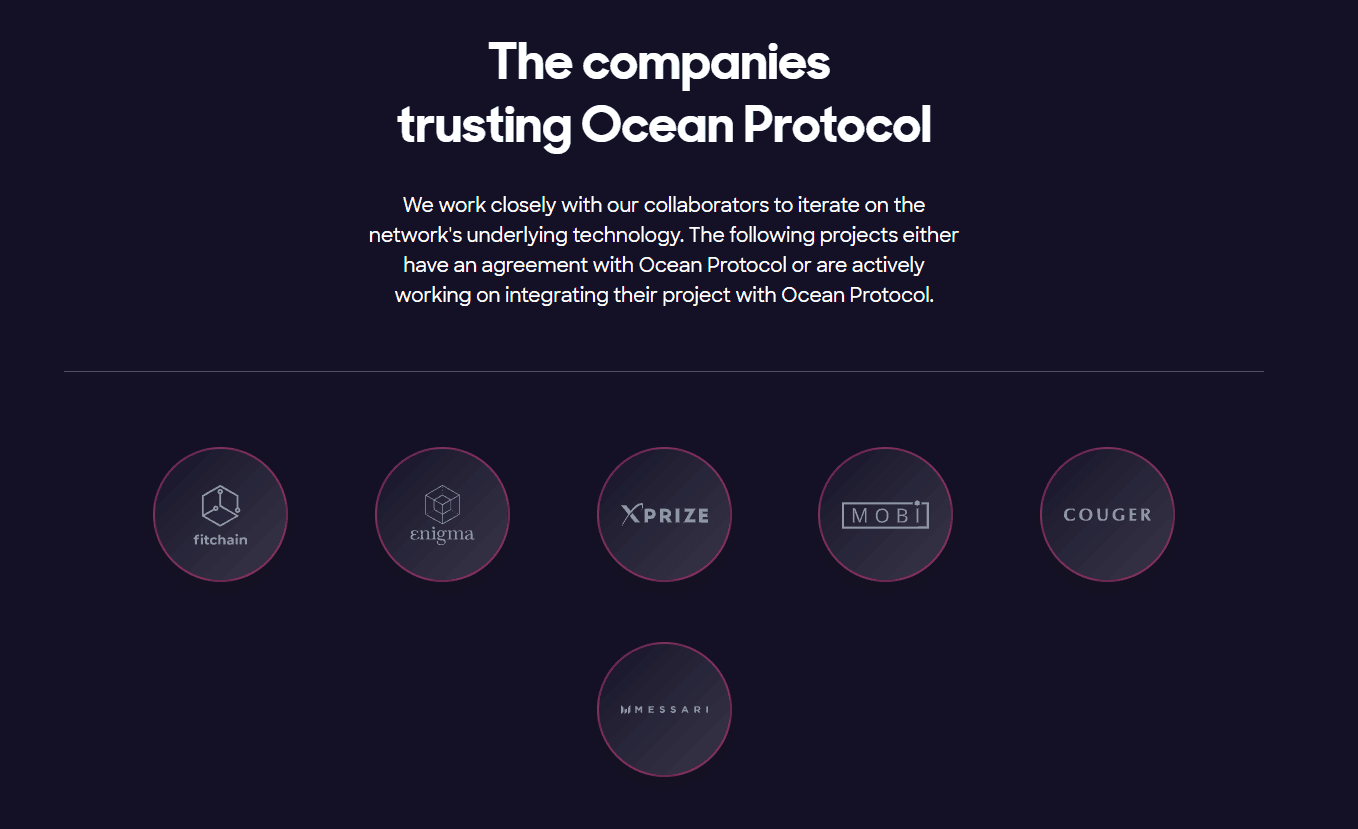 The companies
trusting Ocean Protocol
We work closely with our collaborators to iterate on the
network's underlying technology. The following projects either
have an agreement with Ocean Protocol or are actively
working on integrating their project with Ocean Protocol.
fitchain
εnigma
XPRIZE
MOBi
COUGER
MESSARI